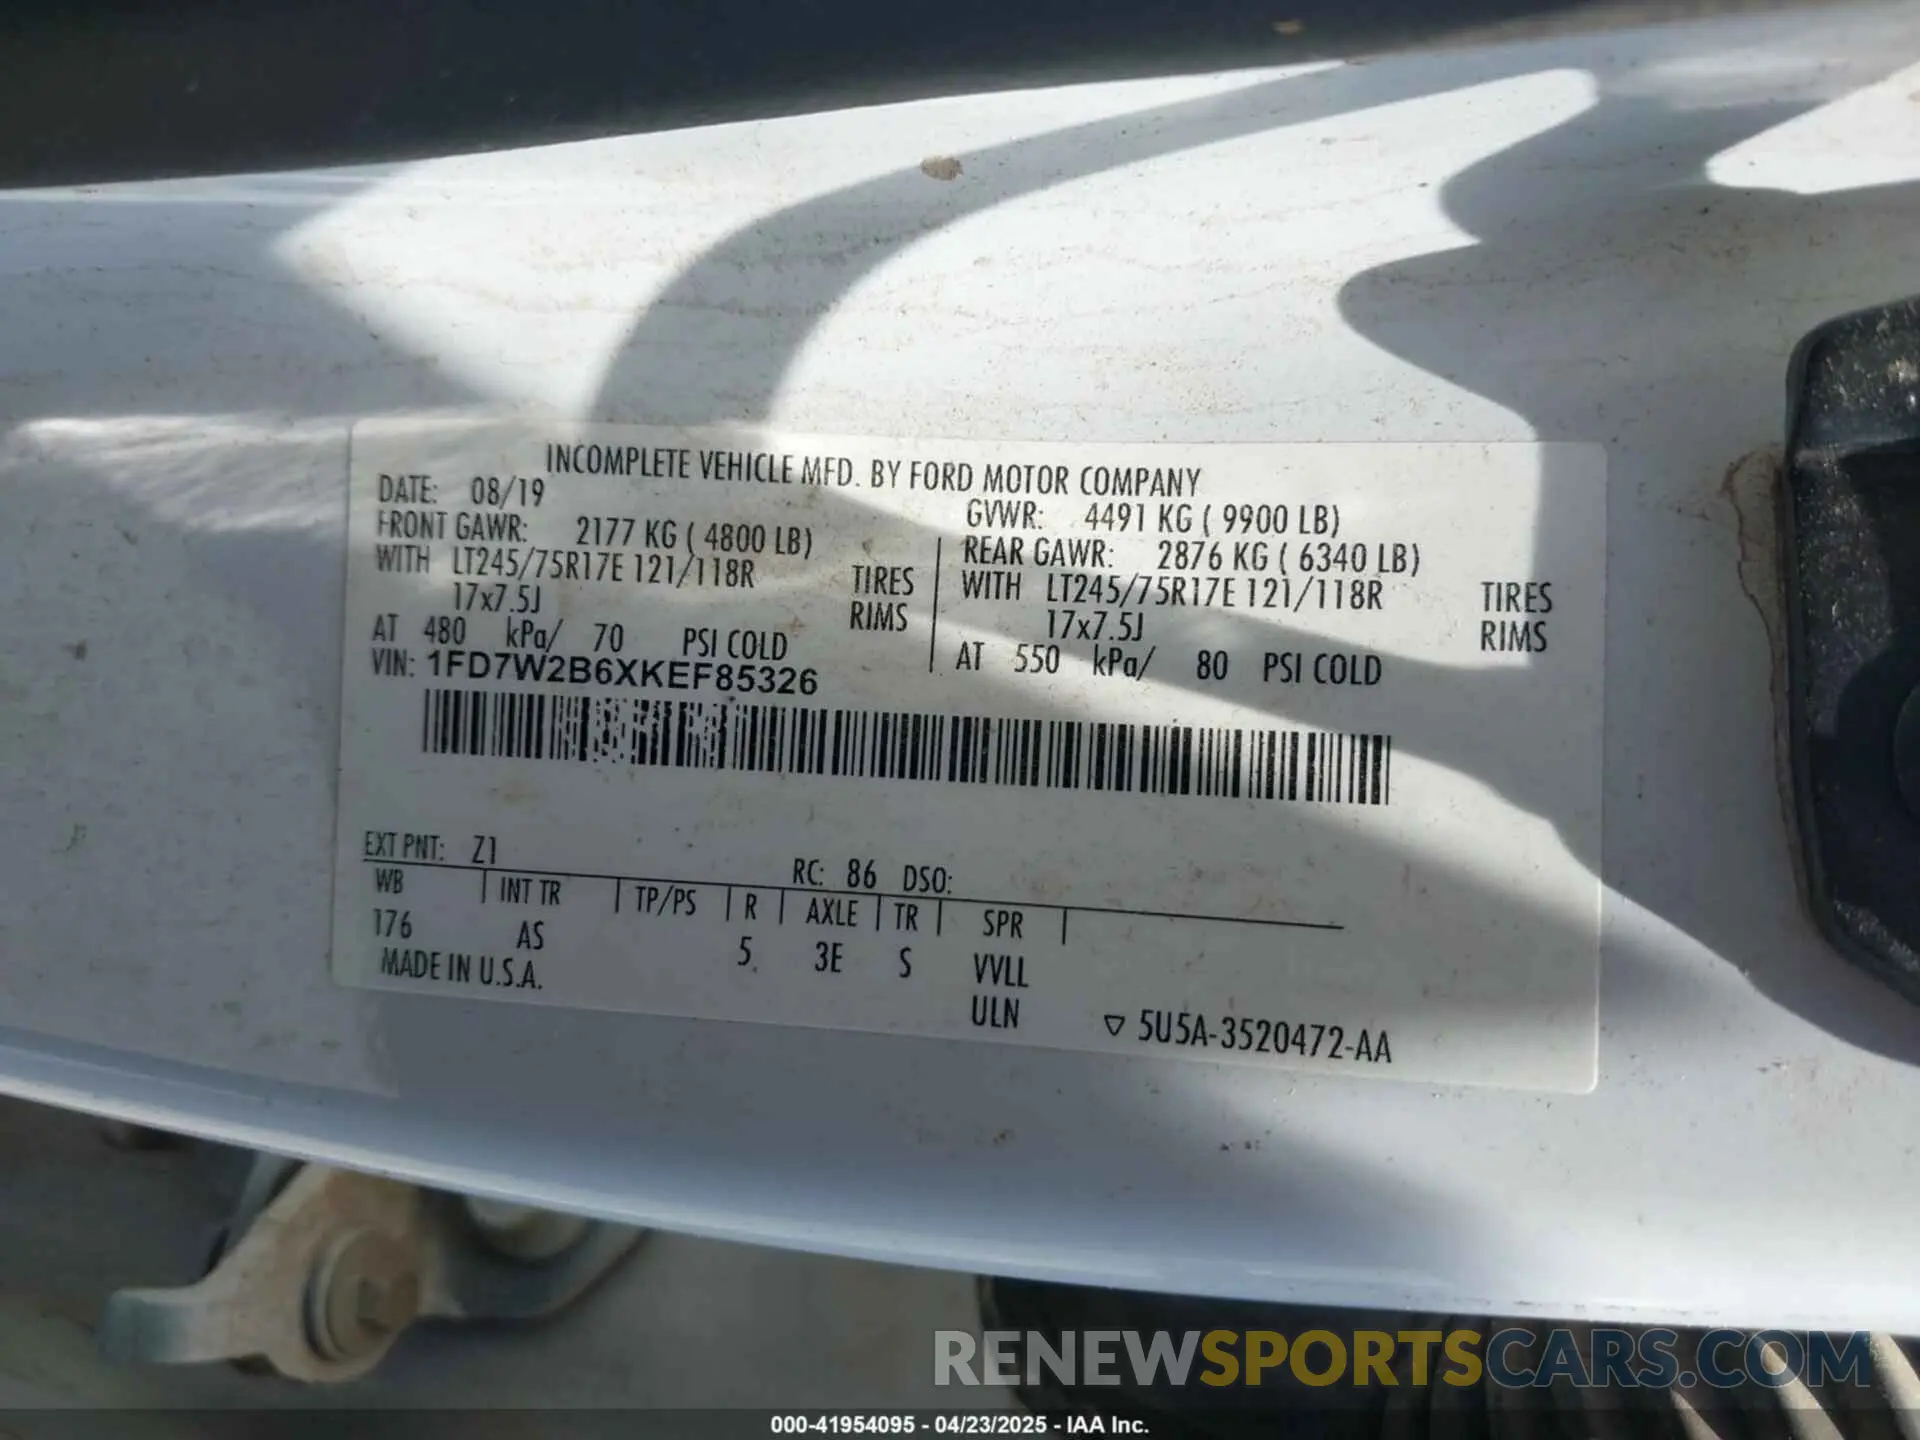 INCOMPLETE VEHICLE MFD. BY FORD MOTOR COMPANY
DATE: 08/19 GVWR: 4491 KG ( 9900 LB)
FRONT GAWR: 2177 KG ( 4800 LB) REAR GAWR: 2876 KG ( 6340 LB)
WITH LT245/75R17E 121/118R TIRES WITH LT245/75R17E 121/118R TIRES
17x7.5J RIMS 17x7.5J RIMS
AT 480 kPa/ 70 PSI COLD AT 550 kPa/ 80 PSI COLD
VIN: 1FD7W2B6XKEF85326
EXT PNT: Z1 RC: 86 DSO:
WB INT TR TP/PS R AXLE TR SPR
176 AS 5 3E S VVLL
MADE IN U.S.A. ULN
5U5A-3520472-AA
RENEWSPORTSCARS.COM
000-41954095 - 04/23/2025 - IAA Inc.